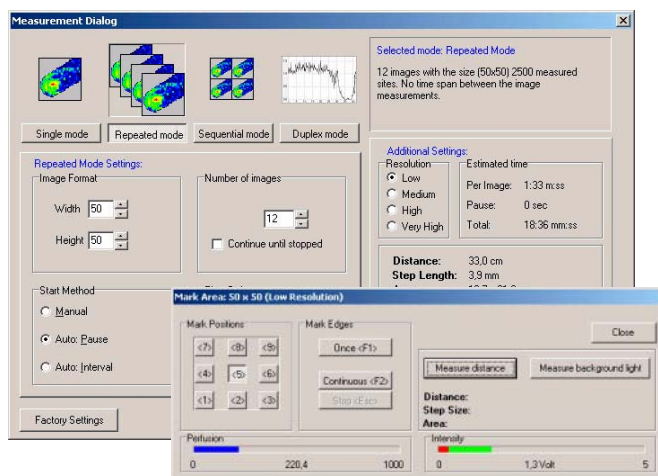 Measurement Dialog
Single mode
Repeated mode
Sequential mode
Duplex mode
Selected mode: Repeated Mode
12 images with the size (50x50) 2500 measured
sites. No time span between the image
measurements.
Repeated Mode Settings:
Image Format
Width 50
Height 50
Number of images
12
Continue until stopped
Additional Settings:
Resolution
Low
Medium
High
Very High
Estimated time
Per Image: 1:33 m:ss
Pause: 0 sec
Total: 18:36 mm:ss
Distance: 33,0 cm
Step Length: 3,9 mm
Start Method
Manual
Auto: Pause
Auto: Interval
Factory Settings
Mark Area: 50 x 50 (Low Resolution)
Mark Positions
<7> <8> <9>
<4> <5> <6>
<1> <2> <3>
Mark Edges
Once <F1>
Continuous <F2>
Stop <Esc>
Close
Measure distance
Measure background light
Distance:
Step Size:
Area:
Perfusion
0 220,4 1000
Intensity
0 1,3 Volt 5